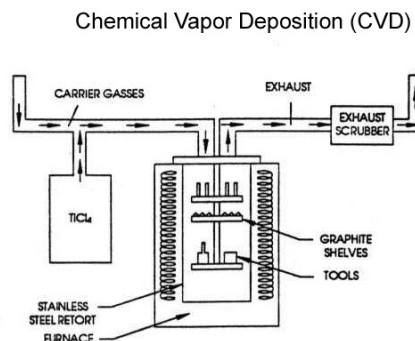 Chemical Vapor Deposition (CVD)
CARRIER GASSES
EXHAUST
EXHAUST
SCRUBBER
TICL4
GRAPHITE
SHELVES
TOOLS
STAINLESS
STEEL RETORT
FURNACE